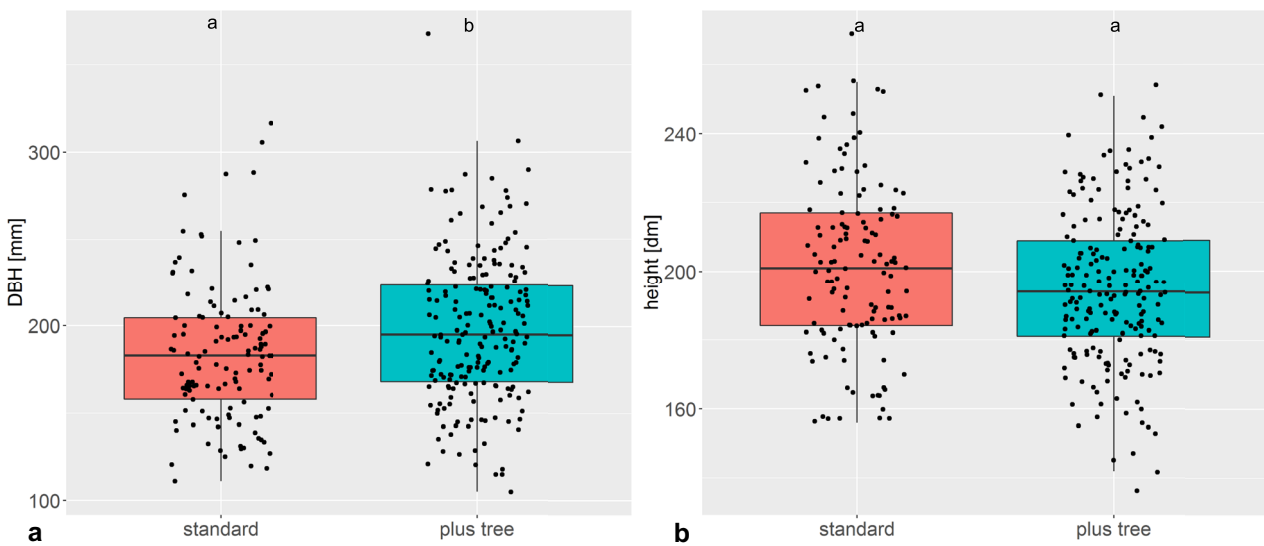 a b
DBH [mm]
300
200
100
standard plus tree
a
a a
height [dm]
240
200
160
standard plus tree
b